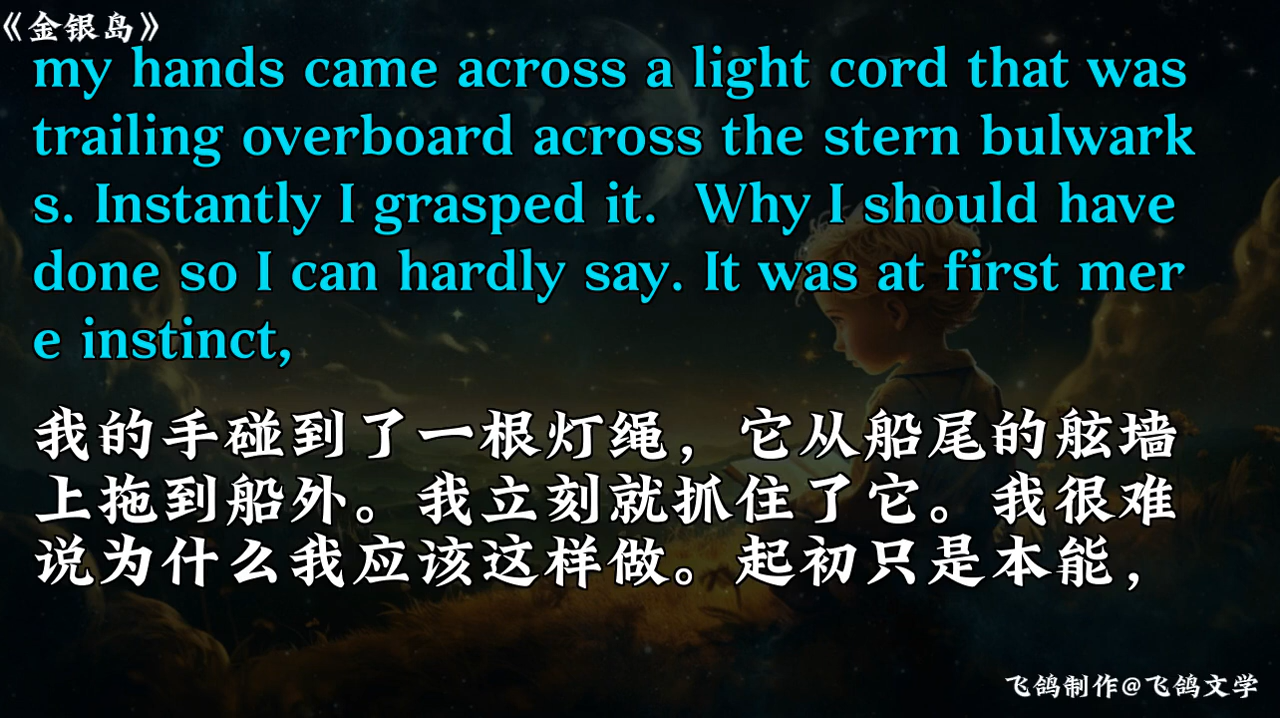 《金银岛》
my hands came across a light cord that was
trailing overboard across the stern bulwark
s. Instantly I grasped it.  Why I should have
done so I can hardly say. It was at first mer
e instinct,
我的手碰到了一根灯绳，它从船尾的舷墙
上拖到船外。我立刻就抓住了它。我很难
说为什么我应该这样做。起初只是本能，
飞鸽制作@飞鸽文学